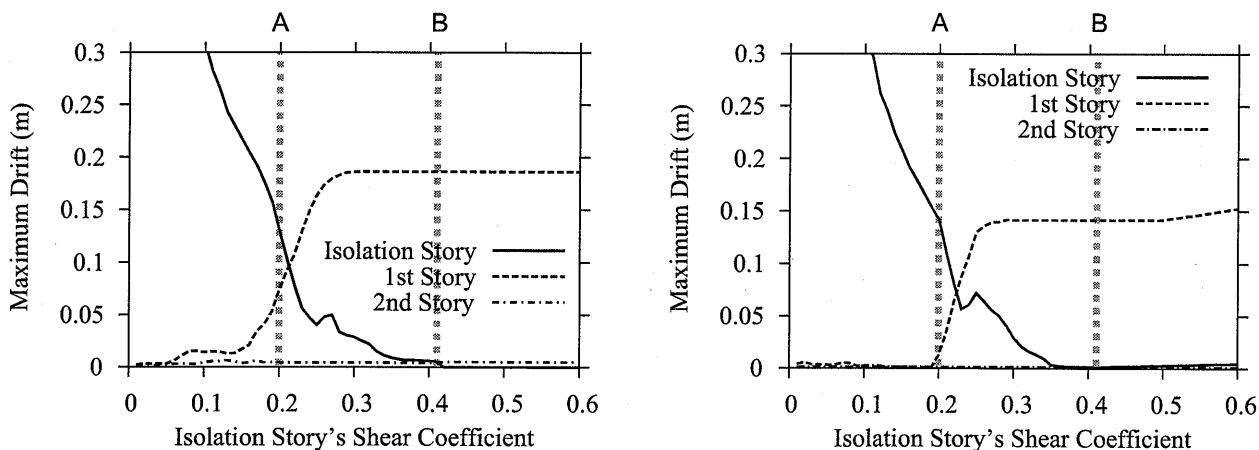 A B
0.3
0.25
0.2
0.15
0.1
0.05
0
Maximum Drift (m)
Isolation Story
1st Story
2nd Story
0 0.1 0.2 0.3 0.4 0.5 0.6
Isolation Story's Shear Coefficient
A B
0.3
0.25
0.2
0.15
0.1
0.05
0
Maximum Drift (m)
Isolation Story
1st Story
2nd Story
0 0.1 0.2 0.3 0.4 0.5 0.6
Isolation Story's Shear Coefficient